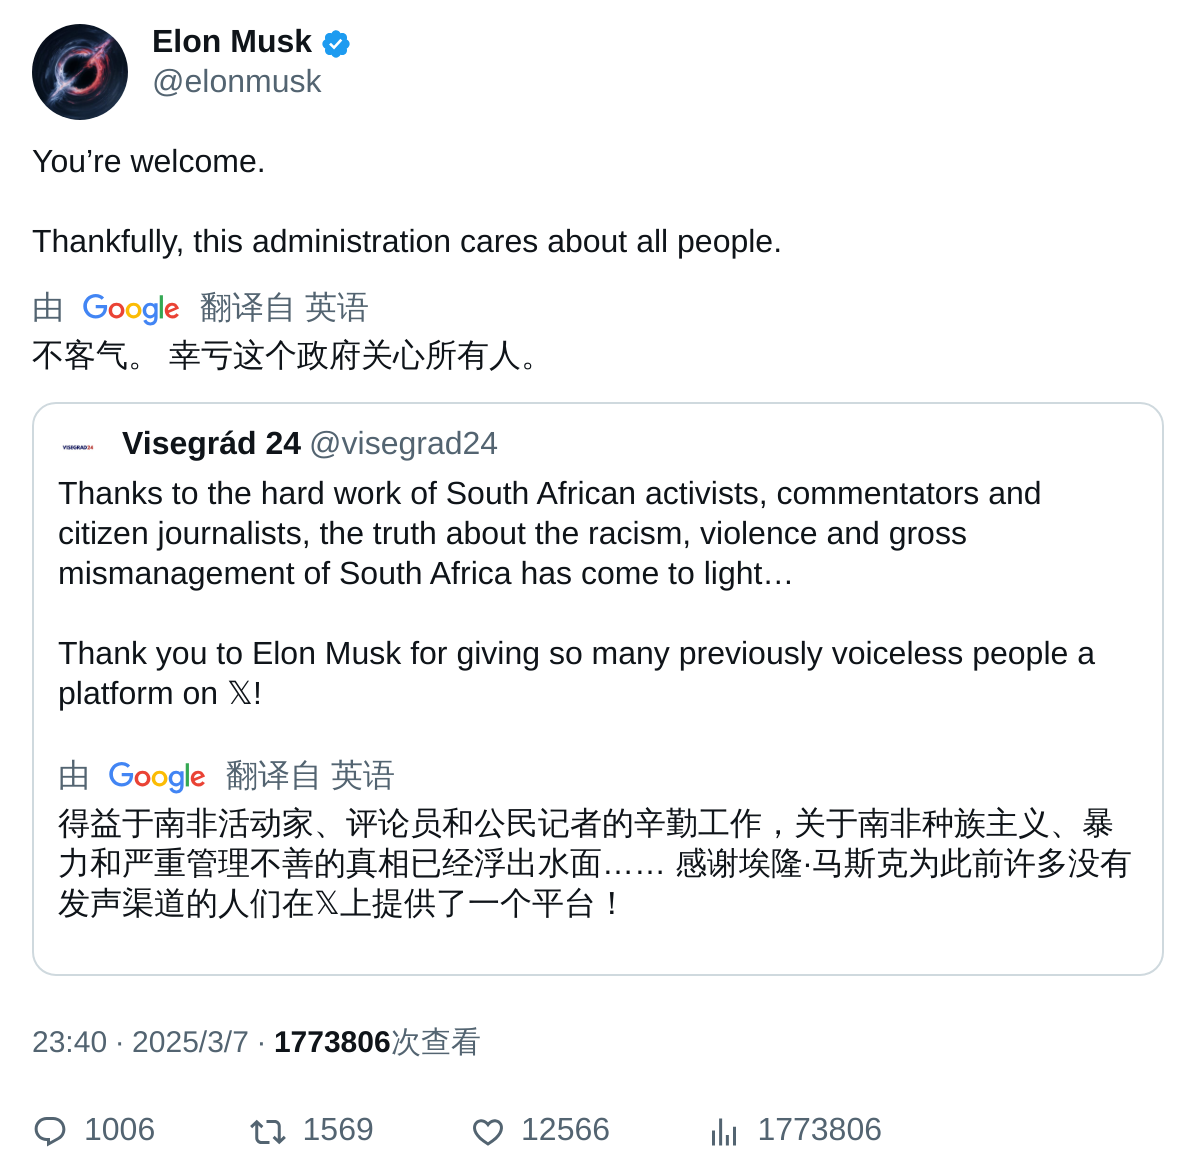 Elon Musk
@elonmusk
You’re welcome.
Thankfully, this administration cares about all people.
由 Google 翻译自 英语
不客气。 幸亏这个政府关心所有人。
VISEGRAD24
Visegrád 24 @visegrad24
Thanks to the hard work of South African activists, commentators and
citizen journalists, the truth about the racism, violence and gross
mismanagement of South Africa has come to light…
Thank you to Elon Musk for giving so many previously voiceless people a
platform on 𝕏!
由 Google 翻译自 英语
得益于南非活动家、评论员和公民记者的辛勤工作，关于南非种族主义、暴
力和严重管理不善的真相已经浮出水面…… 感谢埃隆·马斯克为此前许多没有
发声渠道的人们在𝕏上提供了一个平台！
23:40 · 2025/3/7 · 1773806次查看
1006 1569 12566 1773806